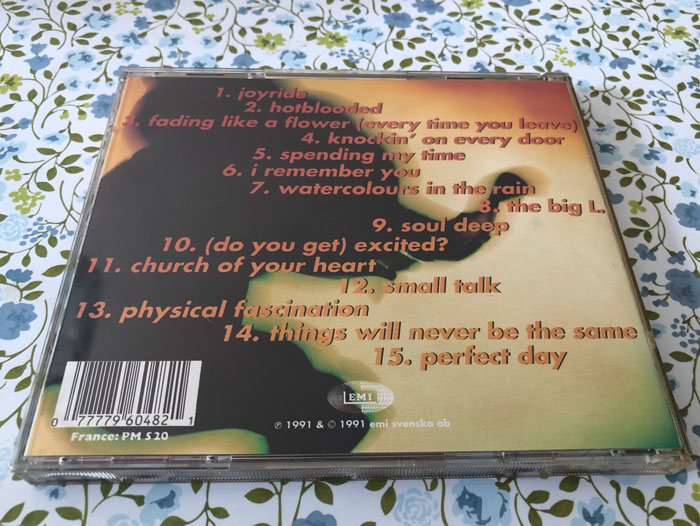 1. joyride
2. hotblooded
3. fading like a flower (every time you leave)
4. knockin' on every door
5. spending my time
6. i remember you
7. watercolours in the rain
8. the big L.
9. soul deep
10. (do you get) excited?
11. church of your heart
12. small talk
13. physical fascination
14. things will never be the same
15. perfect day
EMI
0 77779 60482 1
France: PM 520
℗ 1991 & © 1991 emi svenska ab